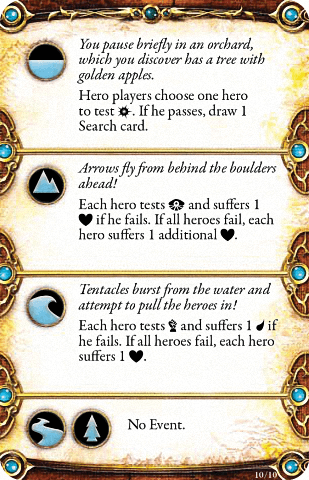 You pause briefly in an orchard,
which you discover has a tree with
golden apples.
Hero players choose one hero
to test . If he passes, draw 1
Search card.
Arrows fly from behind the boulders
ahead!
Each hero tests and suffers 1
if he fails. If all heroes fail, each
hero suffers 1 additional .
Tentacles burst from the water and
attempt to pull the heroes in!
Each hero tests and suffers 1 if
he fails. If all heroes fail, each hero
suffers 1 .
No Event.
10/10